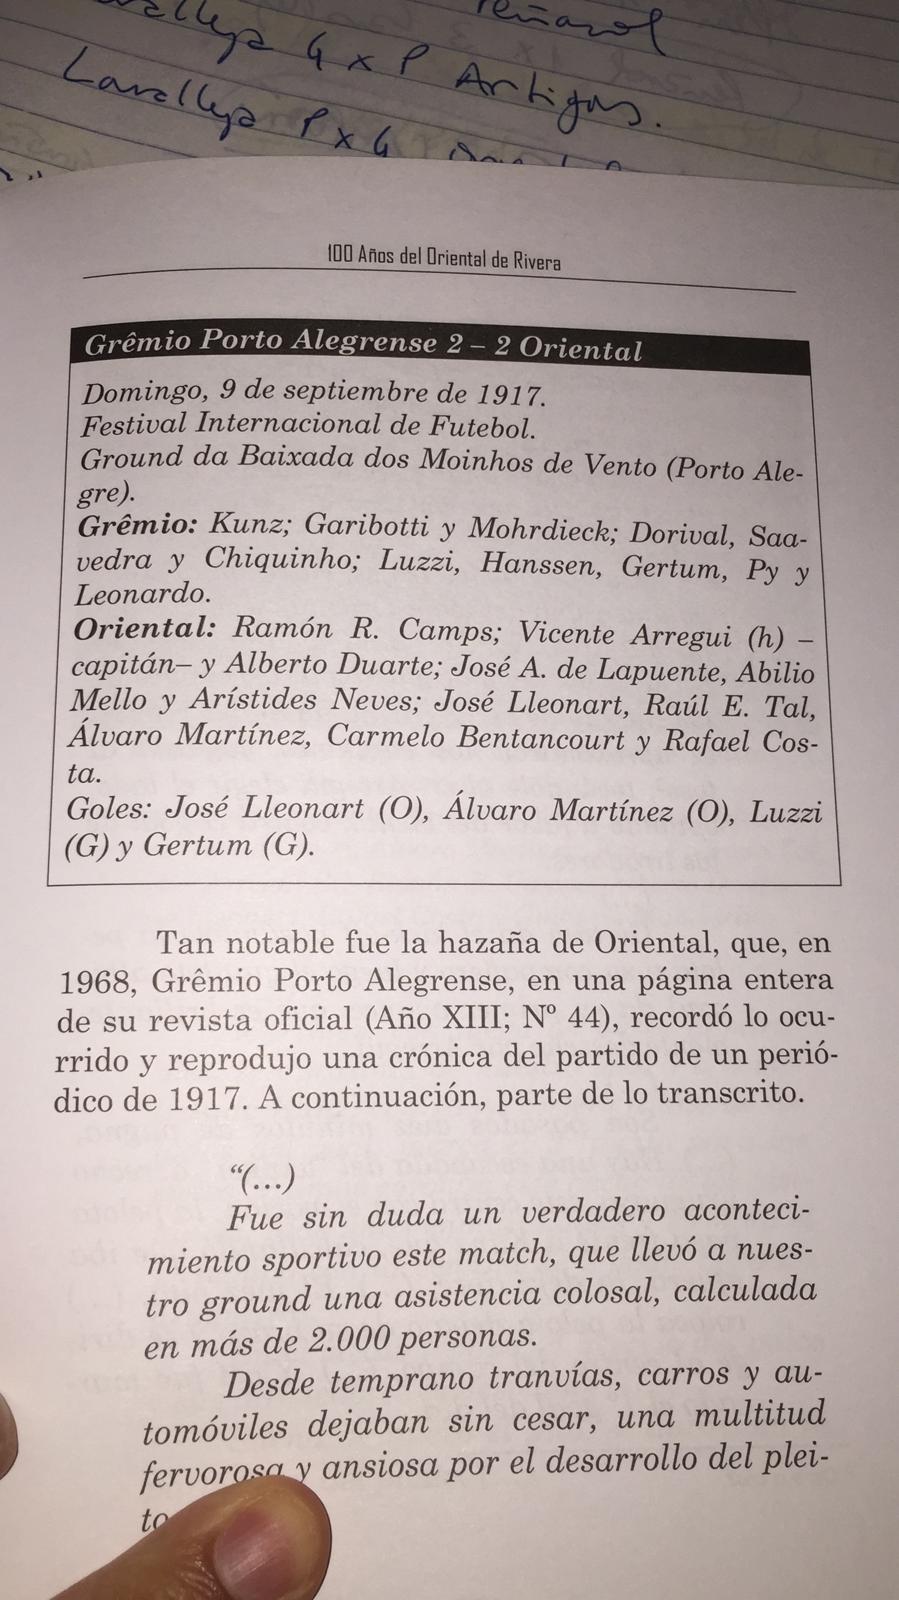 Peñarol
Lavalleja G x P Artigas.
Lavalleja P x G
100 Años del Oriental de Rivera
Grêmio Porto Alegrense 2 – 2 Oriental
Domingo, 9 de septiembre de 1917.
Festival Internacional de Futebol.
Ground da Baixada dos Moinhos de Vento (Porto Ale-
gre).
Grêmio: Kunz; Garibotti y Mohrdieck; Dorival, Saa-
vedra y Chiquinho; Luzzi, Hanssen, Gertum, Py y
Leonardo.
Oriental: Ramón R. Camps; Vicente Arregui (h) –
capitán– y Alberto Duarte; José A. de Lapuente, Abilio
Mello y Arístides Neves; José Lleonart, Raúl E. Tal,
Álvaro Martínez, Carmelo Bentancourt y Rafael Cos-
ta.
Goles: José Lleonart (O), Álvaro Martínez (O), Luzzi
(G) y Gertum (G).
Tan notable fue la hazaña de Oriental, que, en
1968, Grêmio Porto Alegrense, en una página entera
de su revista oficial (Año XIII; Nº 44), recordó lo ocu-
rrido y reprodujo una crónica del partido de un perió-
dico de 1917. A continuación, parte de lo transcrito.
“(…)
Fue sin duda un verdadero aconteci-
miento sportivo este match, que llevó a nues-
tro ground una asistencia colosal, calculada
en más de 2.000 personas.
Desde temprano tranvías, carros y au-
tomóviles dejaban sin cesar, una multitud
fervorosa y ansiosa por el desarrollo del plei-
to